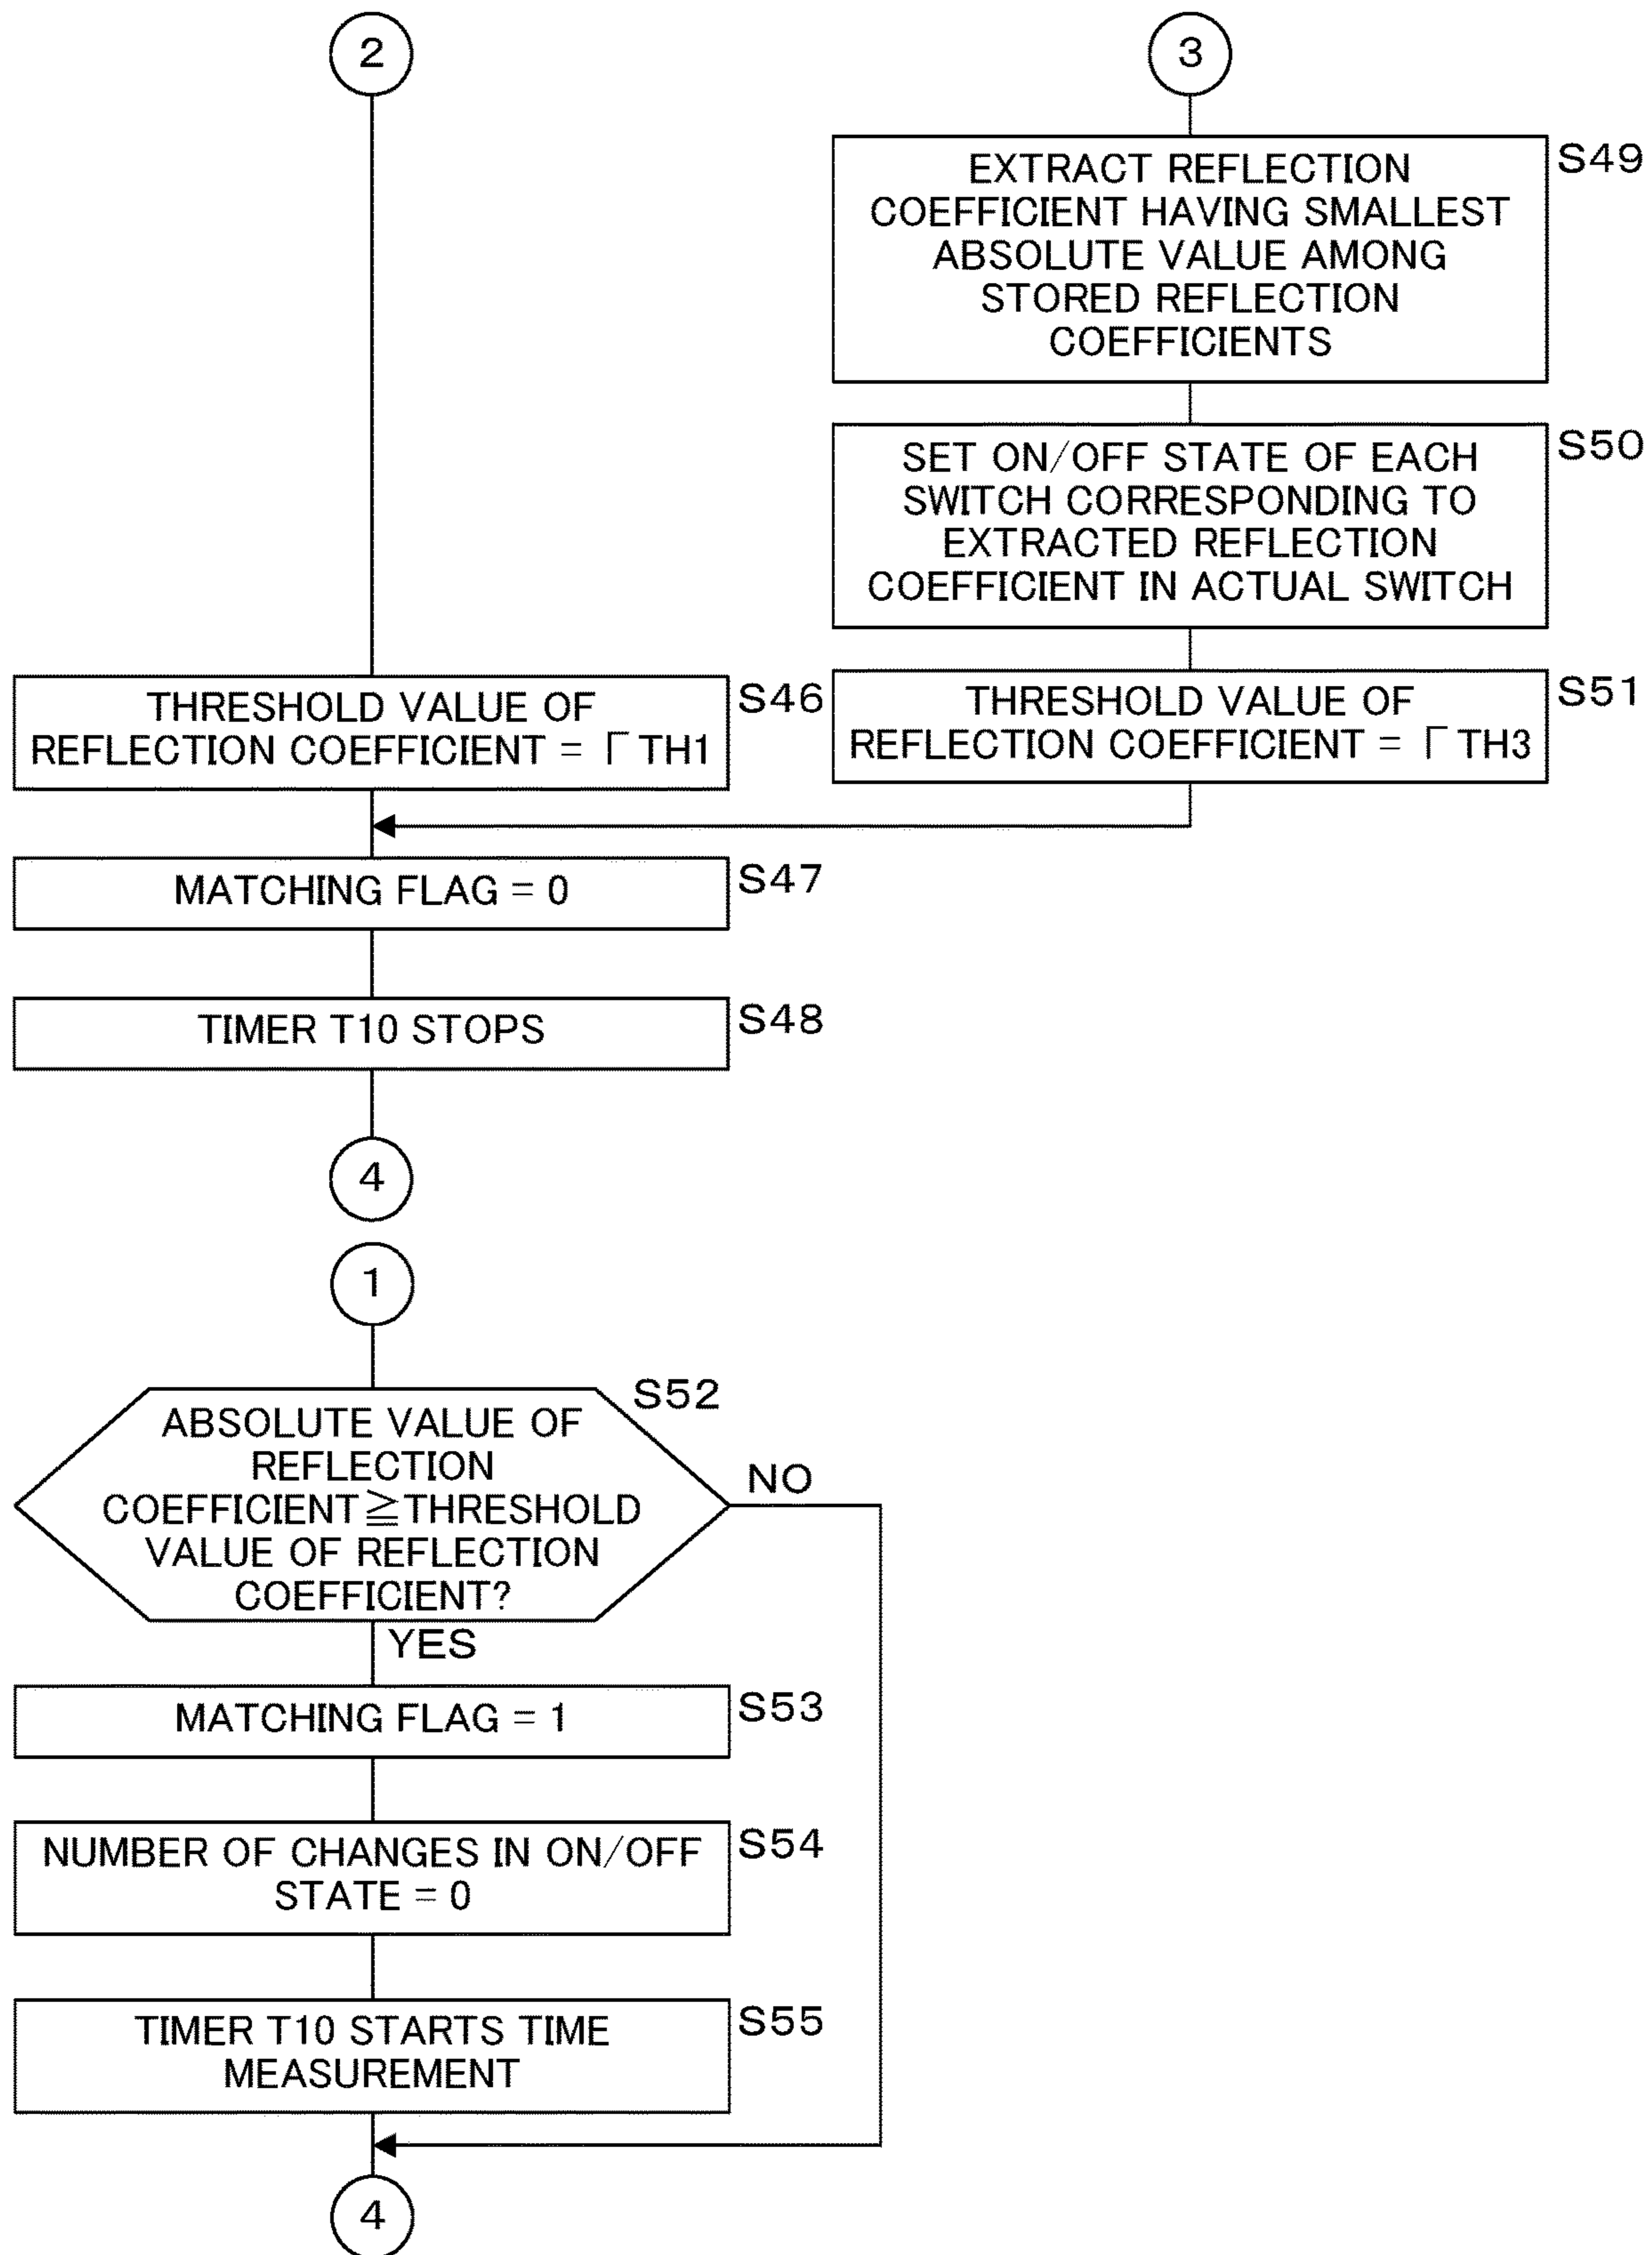 2
3
EXTRACT REFLECTION
COEFFICIENT HAVING SMALLEST
ABSOLUTE VALUE AMONG
STORED REFLECTION
COEFFICIENTS
S49
SET ON/OFF STATE OF EACH
SWITCH CORRESPONDING TO
EXTRACTED REFLECTION
COEFFICIENT IN ACTUAL SWITCH
S50
THRESHOLD VALUE OF
REFLECTION COEFFICIENT = Γ TH1
S46
THRESHOLD VALUE OF
REFLECTION COEFFICIENT = Γ TH3
S51
MATCHING FLAG = 0
S47
TIMER T10 STOPS
S48
4
1
S52
ABSOLUTE VALUE OF
REFLECTION
COEFFICIENT≧THRESHOLD
VALUE OF REFLECTION
COEFFICIENT?
NO
YES
MATCHING FLAG = 1
S53
NUMBER OF CHANGES IN ON/OFF
STATE = 0
S54
TIMER T10 STARTS TIME
MEASUREMENT
S55
4